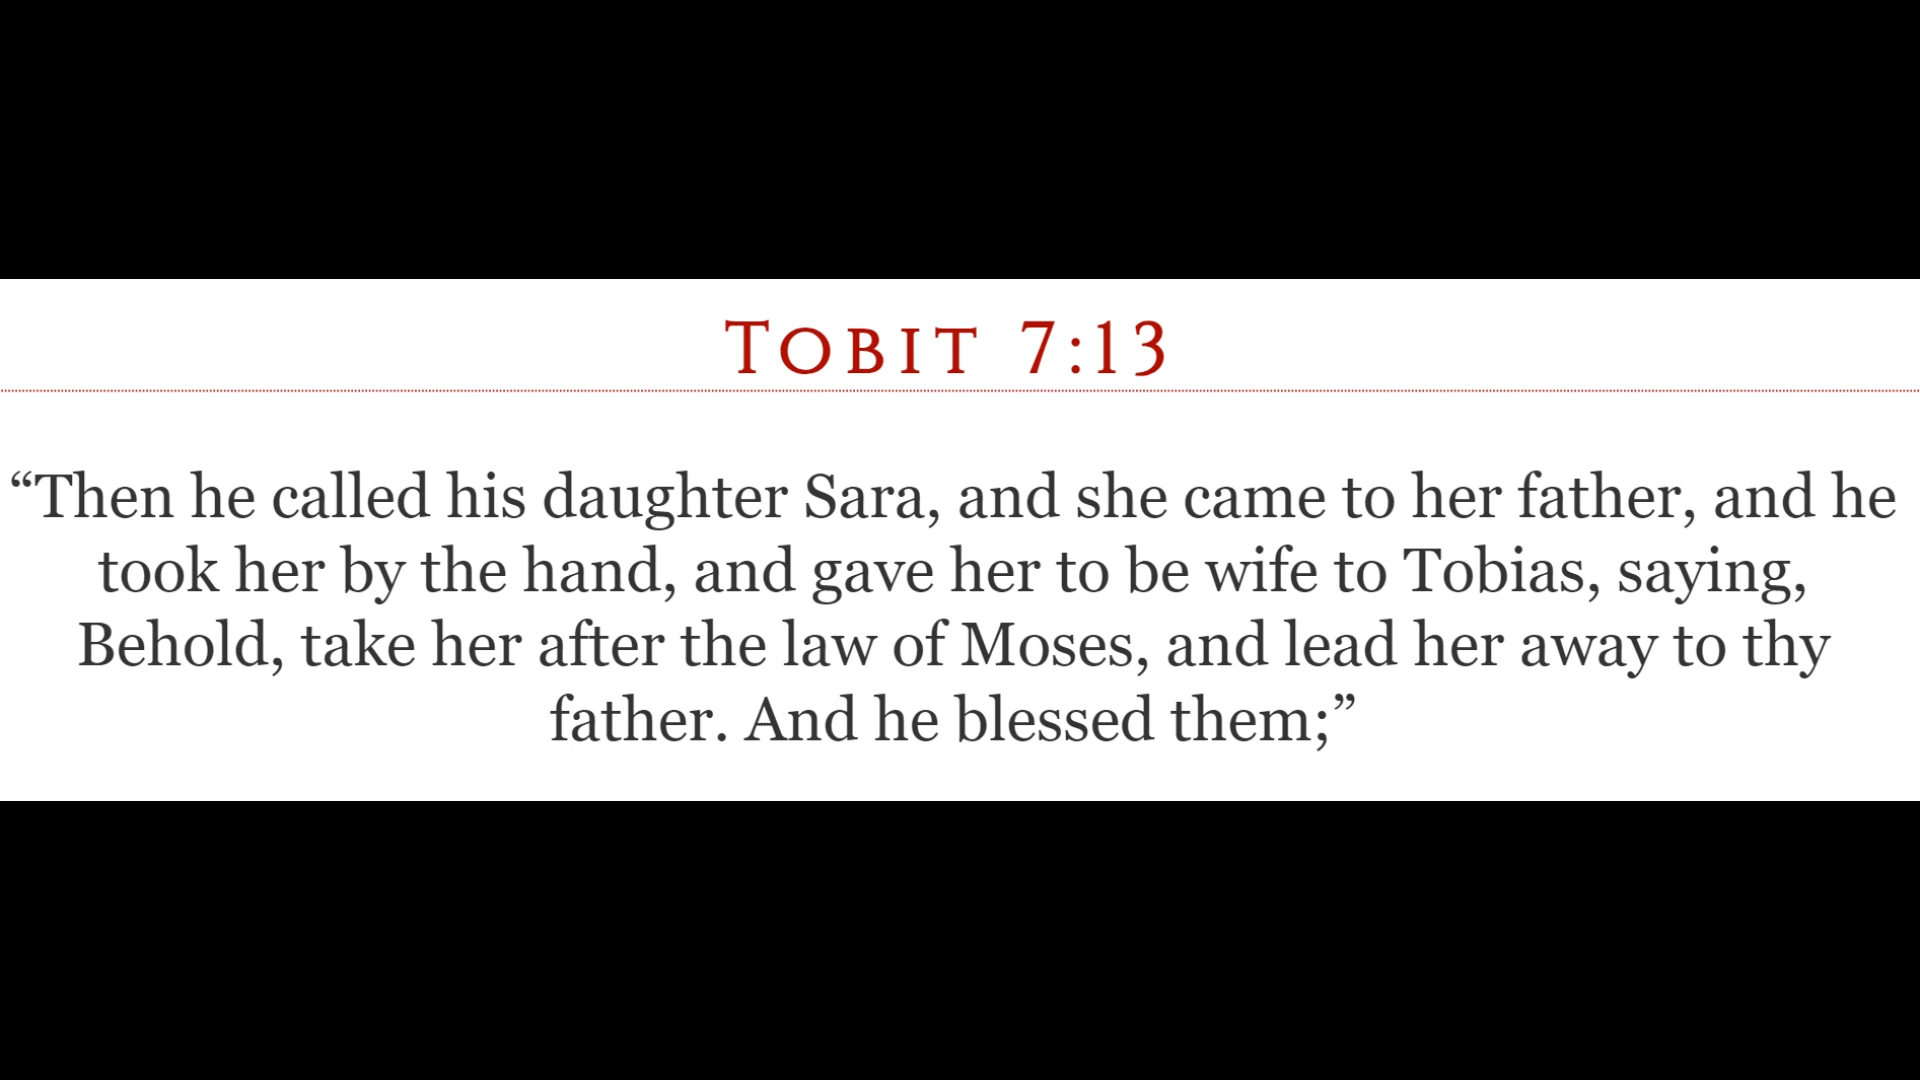 Tobit 7:13
“Then he called his daughter Sara, and she came to her father, and he
took her by the hand, and gave her to be wife to Tobias, saying,
Behold, take her after the law of Moses, and lead her away to thy
father. And he blessed them;”